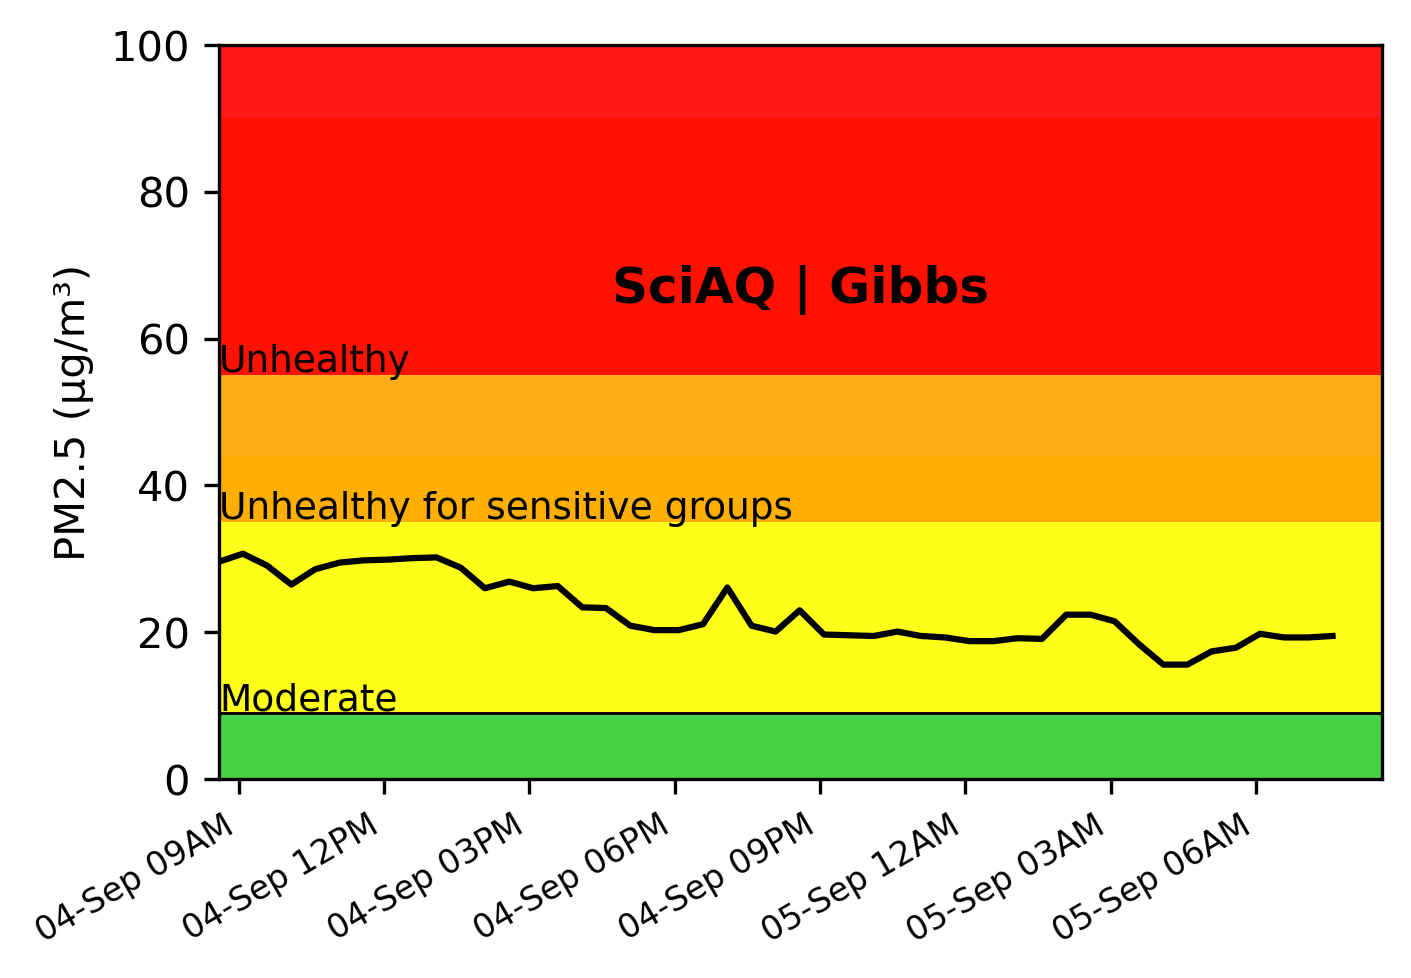 100
80
60
40
20
0
PM2.5 (µg/m³)
SciAQ | Gibbs
Unhealthy
Unhealthy for sensitive groups
Moderate
04-Sep 09AM
04-Sep 12PM
04-Sep 03PM
04-Sep 06PM
04-Sep 09PM
05-Sep 12AM
05-Sep 03AM
05-Sep 06AM